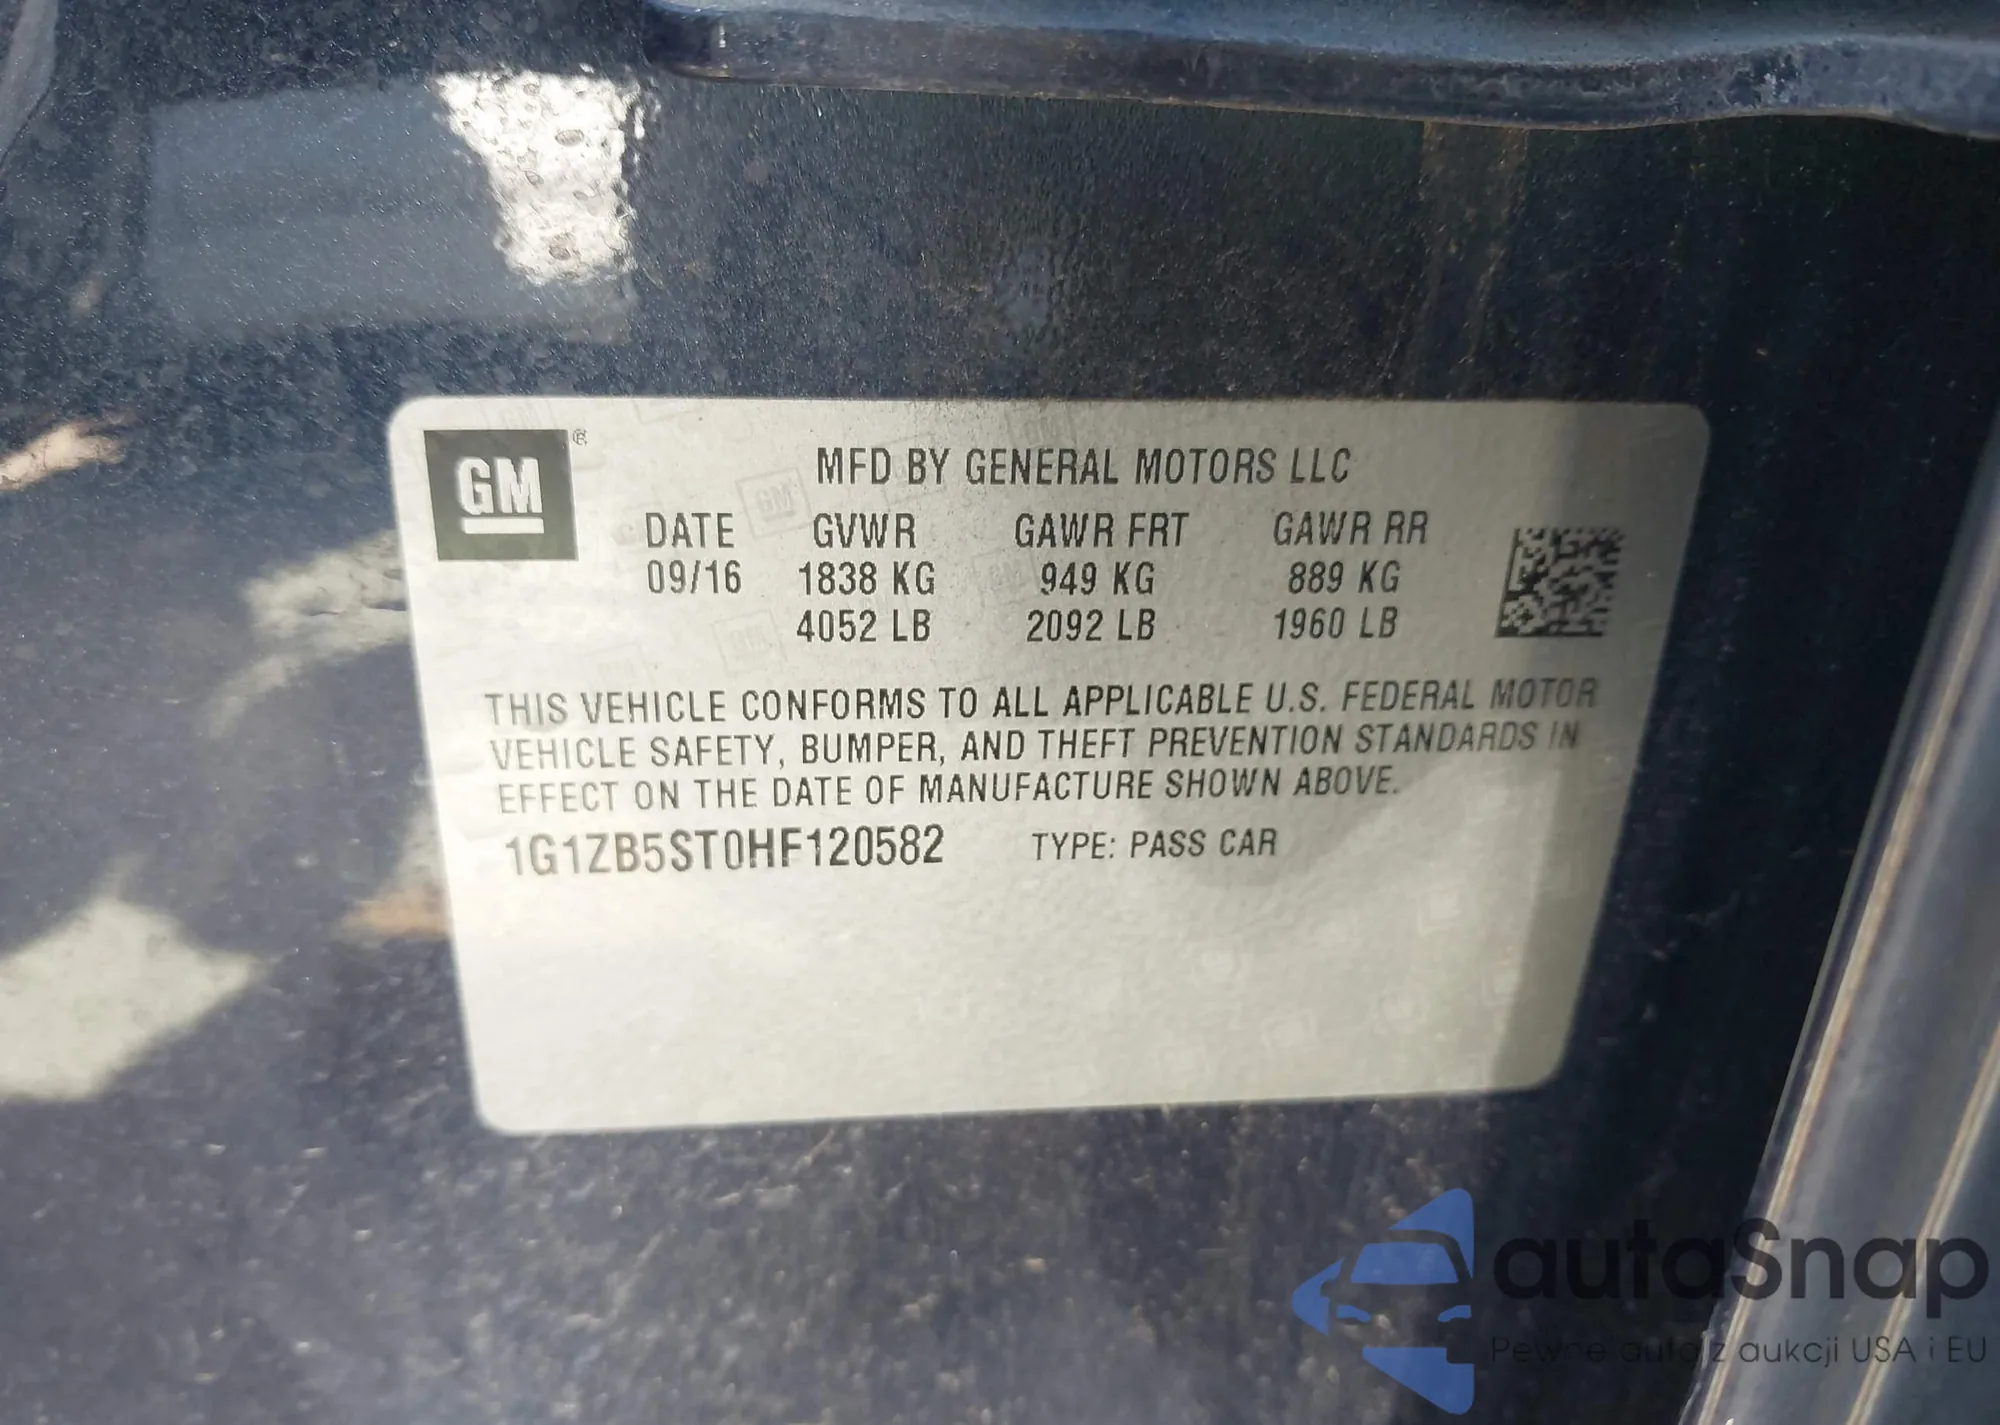 GM®
MFD BY GENERAL MOTORS LLC
DATE GVWR GAWR FRT GAWR RR
09/16 1838 KG 949 KG 889 KG
4052 LB 2092 LB 1960 LB
THIS VEHICLE CONFORMS TO ALL APPLICABLE U.S. FEDERAL MOTOR
VEHICLE SAFETY, BUMPER, AND THEFT PREVENTION STANDARDS IN
EFFECT ON THE DATE OF MANUFACTURE SHOWN ABOVE.
1G1ZB5ST0HF120582 TYPE: PASS CAR
autaSnap
Pewne auta z aukcji USA i EU